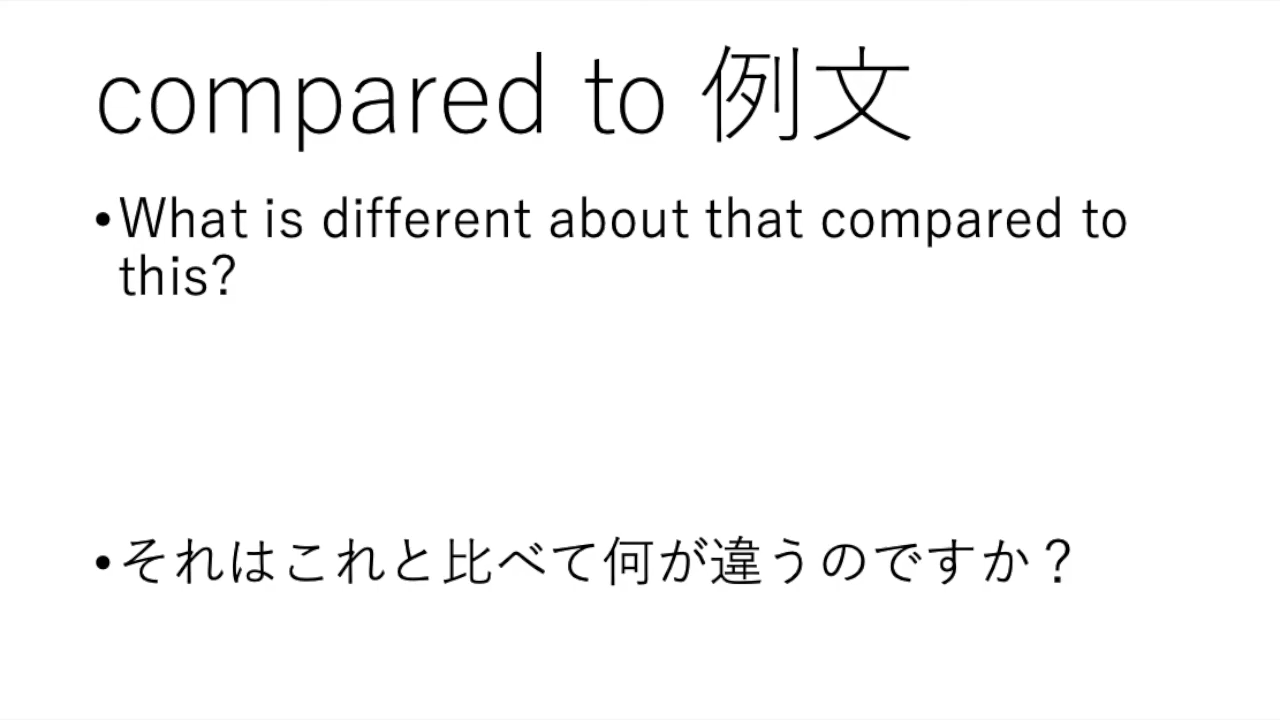 compared to 例文
•What is different about that compared to
this?
•それはこれと比べて何が違うのですか？